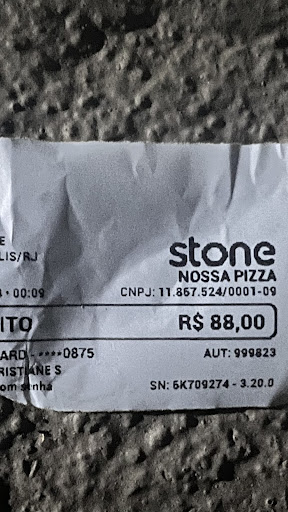 stone
E
LIS/RJ
NOSSA PIZZA
• 00:09 CNPJ: 11.867.524/0001-09
ITO R$ 88,00
ARD - ****0875 AUT: 999823
RISTIANE S
om senha SN: 6K709274 - 3.20.0